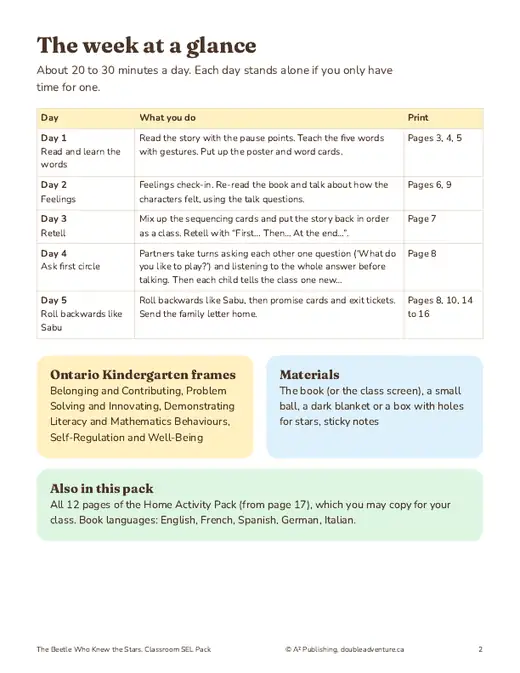 The week at a glance
About 20 to 30 minutes a day. Each day stands alone if you only have
time for one.
Day What you do Print
Day 1
Read and learn the
words
Read the story with the pause points. Teach the five words
with gestures. Put up the poster and word cards.
Pages 3, 4, 5
Day 2
Feelings
Feelings check-in. Re-read the book and talk about how the
characters felt, using the talk questions.
Pages 6, 9
Day 3
Retell
Mix up the sequencing cards and put the story back in order
as a class. Retell with “First... Then... At the end...”.
Page 7
Day 4
Ask first circle
Partners take turns asking each other one question (‘What do
you like to play?’) and listening to the whole answer before
talking. Then each child tells the class one new...
Page 8
Day 5
Roll backwards like
Sabu
Roll backwards like Sabu, then promise cards and exit tickets.
Send the family letter home.
Pages 8, 10, 14
to 16
Ontario Kindergarten frames
Belonging and Contributing, Problem
Solving and Innovating, Demonstrating
Literacy and Mathematics Behaviours,
Self-Regulation and Well-Being
Materials
The book (or the class screen), a small
ball, a dark blanket or a box with holes
for stars, sticky notes
Also in this pack
All 12 pages of the Home Activity Pack (from page 17), which you may copy for your
class. Book languages: English, French, Spanish, German, Italian.
The Beetle Who Knew the Stars. Classroom SEL Pack © A² Publishing, doubleadventure.ca 2